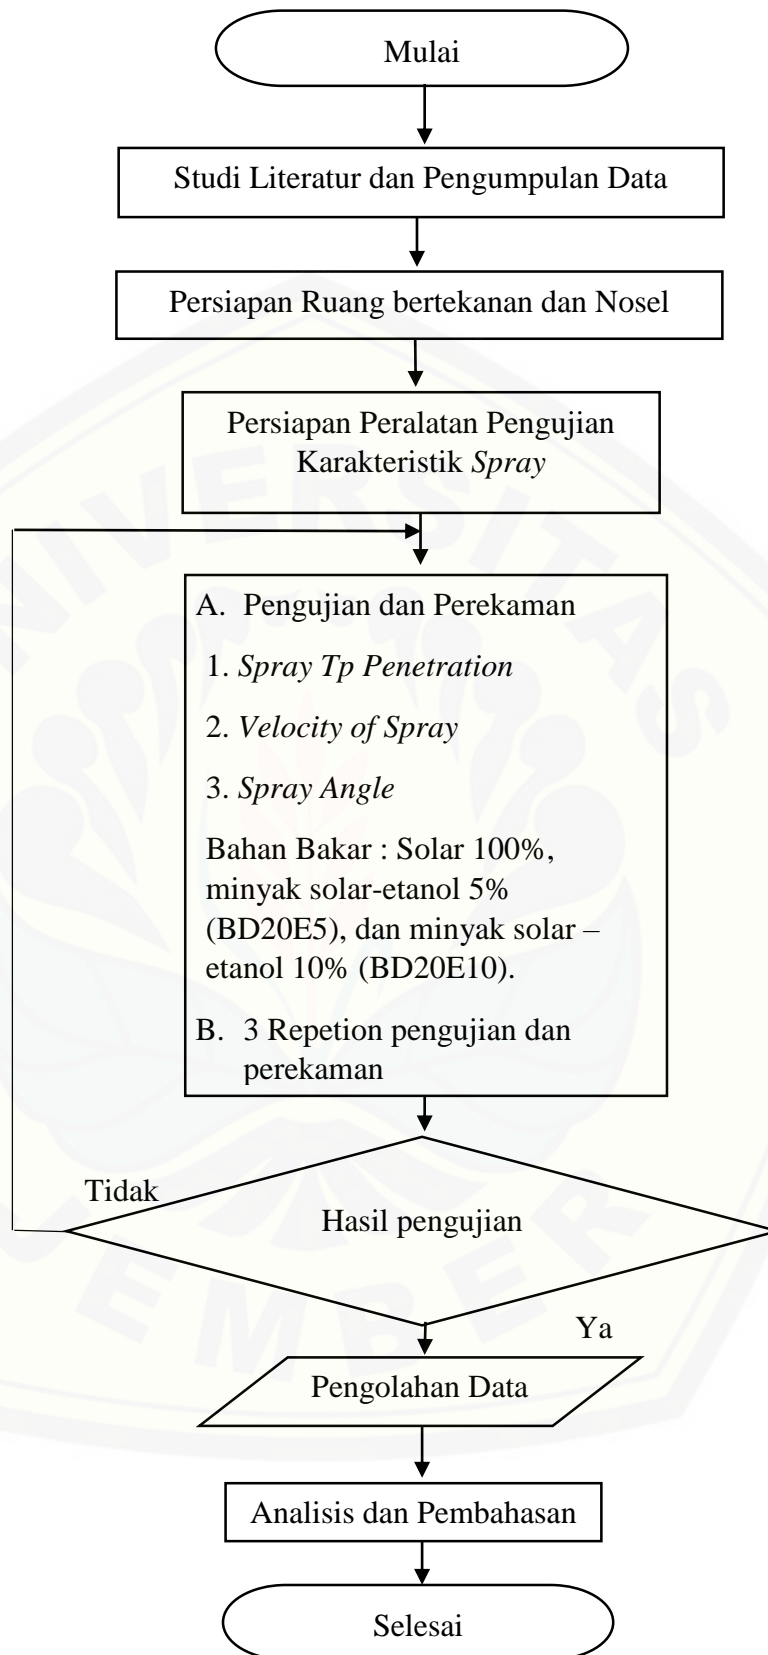 Mulai
Studi Literatur dan Pengumpulan Data
Persiapan Ruang bertekanan dan Nosel
Persiapan Peralatan Pengujian
Karakteristik Spray
A. Pengujian dan Perekaman
1. Spray Tp Penetration
2. Velocity of Spray
3. Spray Angle
Bahan Bakar : Solar 100%,
minyak solar-etanol 5%
(BD20E5), dan minyak solar –
etanol 10% (BD20E10).
B. 3 Repetion pengujian dan
perekaman
Tidak
Hasil pengujian
Ya
Pengolahan Data
Analisis dan Pembahasan
Selesai
UNIVERSITAS
JEMBER